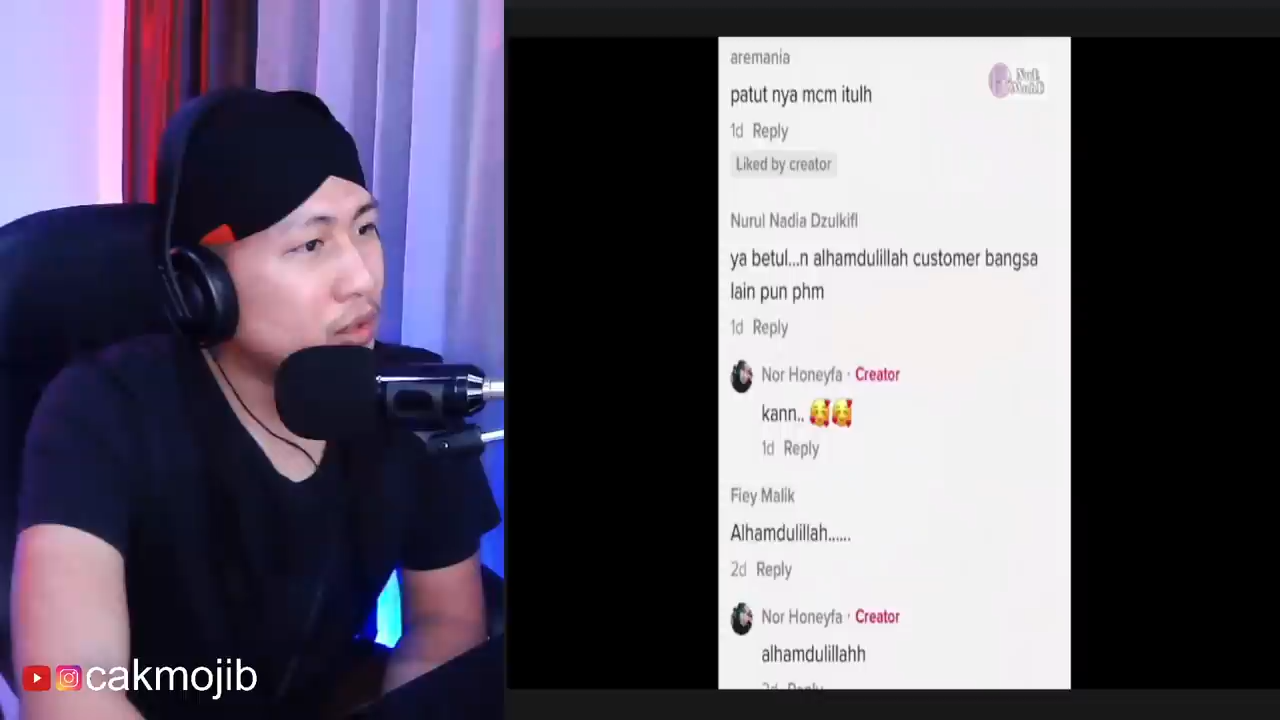 aremania
patut nya mcm itulh
1d Reply
Liked by creator
Nurul Nadia Dzulkifl
ya betul...n alhamdulillah customer bangsa
lain pun phm
1d Reply
Nor Honeyfa · Creator
kann.. 🥰🥰
1d Reply
Fiey Malik
Alhamdulillah......
2d Reply
Nor Honeyfa · Creator
alhamdulillahh
cakmojib